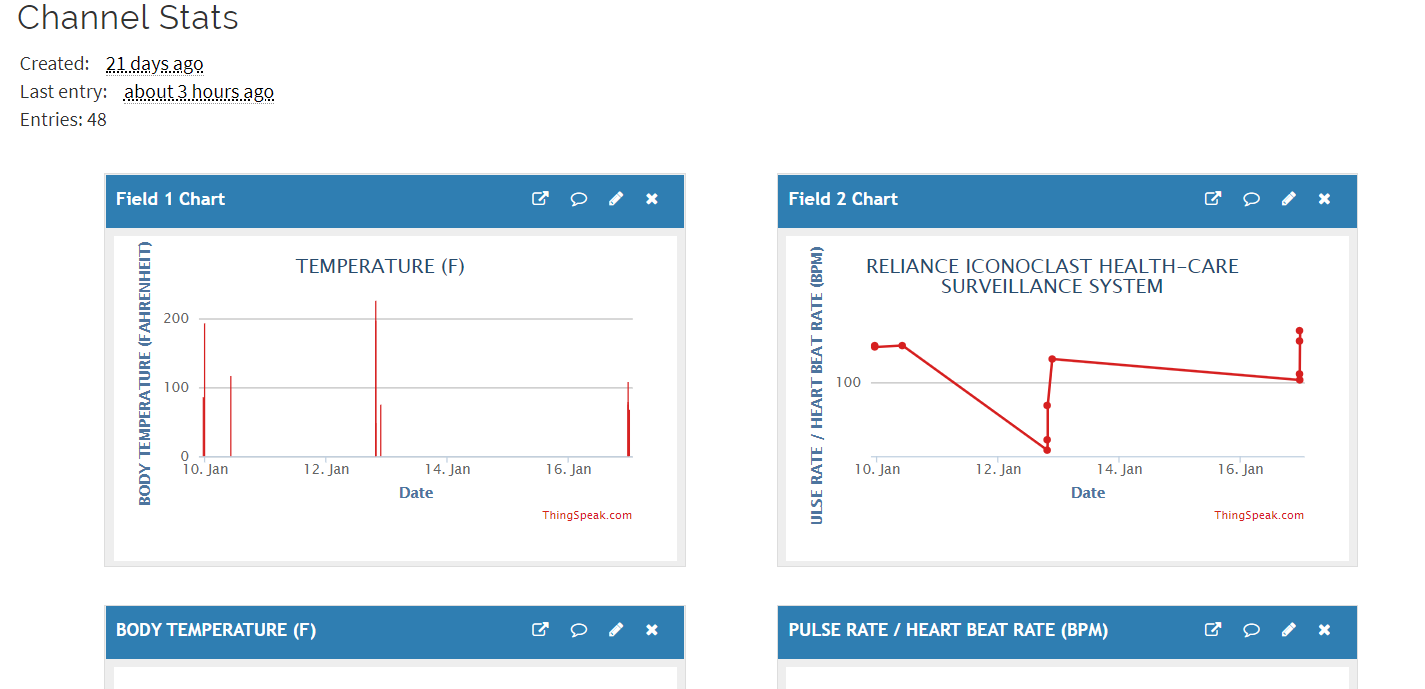 Channel Stats
Created: 21 days ago
Last entry: about 3 hours ago
Entries: 48
Field 1 Chart
TEMPERATURE (F)
BODY TEMPERATURE (FAHRENHEIT)
200
100
0
10. Jan 12. Jan 14. Jan 16. Jan
Date
ThingSpeak.com
Field 2 Chart
RELIANCE ICONOCLAST HEALTH-CARE
SURVEILLANCE SYSTEM
ULSE RATE / HEART BEAT RATE (BPM)
100
10. Jan 12. Jan 14. Jan 16. Jan
Date
ThingSpeak.com
BODY TEMPERATURE (F)
PULSE RATE / HEART BEAT RATE (BPM)